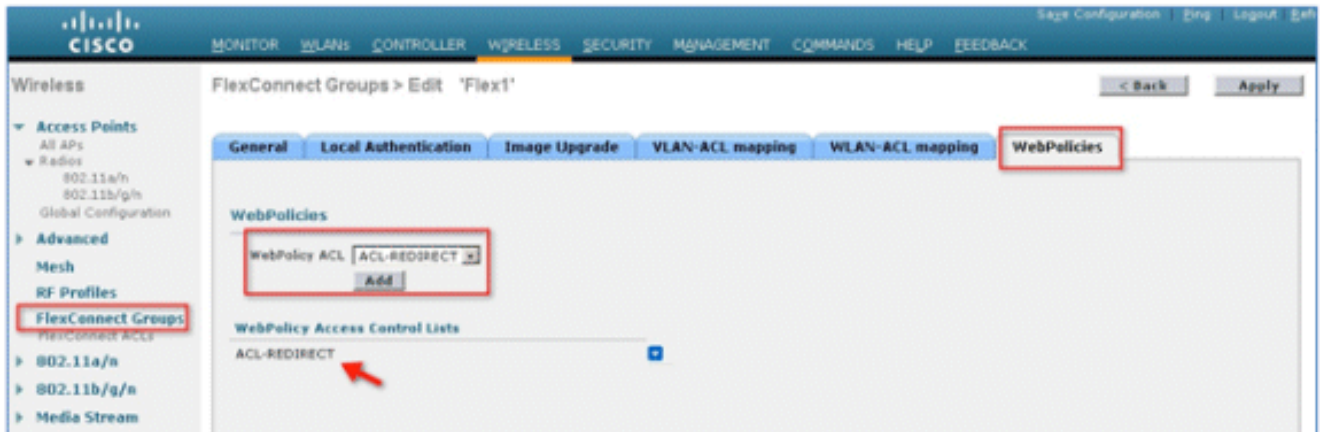 Save Configuration | Ping | Logout | Refr
CISCO
MONITOR WLANs CONTROLLER WIRELESS SECURITY MANAGEMENT COMMANDS HELP FEEDBACK
Wireless
FlexConnect Groups > Edit 'Flex1'
< Back
Apply
Access Points
All APs
Radios
802.11a/n
802.11b/g/n
Global Configuration
Advanced
Mesh
RF Profiles
FlexConnect Groups
FlexConnect ACLs
802.11a/n
802.11b/g/n
Media Stream
General Local Authentication Image Upgrade VLAN-ACL mapping WLAN-ACL mapping WebPolicies
WebPolicies
WebPolicy ACL ACL-REDIRECT
Add
WebPolicy Access Control Lists
ACL-REDIRECT